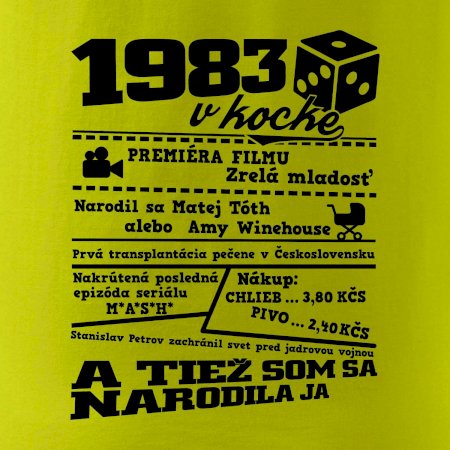 1983
v kocke
PREMIÉRA FILMU
Zrelá mladosť
Narodil sa Matej Tóth
alebo Amy Winehouse
Prvá transplantácia pečene v Československu
Nakrútená posledná
epizóda seriálu
M*A*S*H*
Nákup:
CHLIEB ... 3,80 KČS
PIVO ... 2,40 KČS
Stanislav Petrov zachránil svet pred jadrovou vojnou
A TIEŽ SOM SA
NARODILA JA